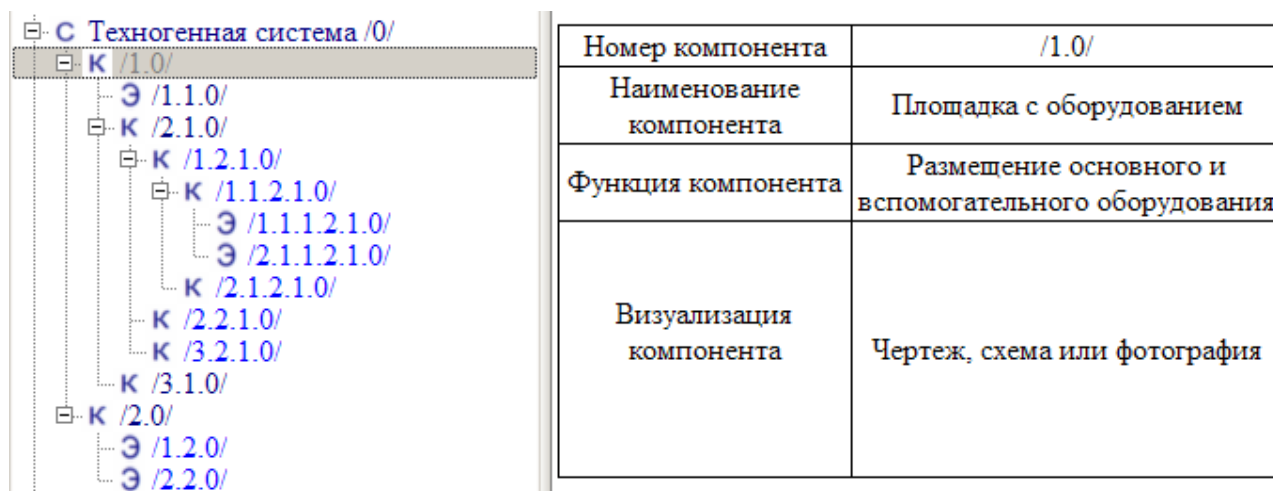 С Техногенная система /0/
К /1.0/
Э /1.1.0/
К /2.1.0/
К /1.2.1.0/
К /1.1.2.1.0/
Э /1.1.1.2.1.0/
Э /2.1.1.2.1.0/
К /2.1.2.1.0/
К /2.2.1.0/
К /3.2.1.0/
К /3.1.0/
К /2.0/
Э /1.2.0/
Э /2.2.0/
Номер компонента /1.0/
Наименование
компонента
Площадка с оборудованием
Функция компонента
Размещение основного и
вспомогательного оборудования
Визуализация
компонента
Чертеж, схема или фотография